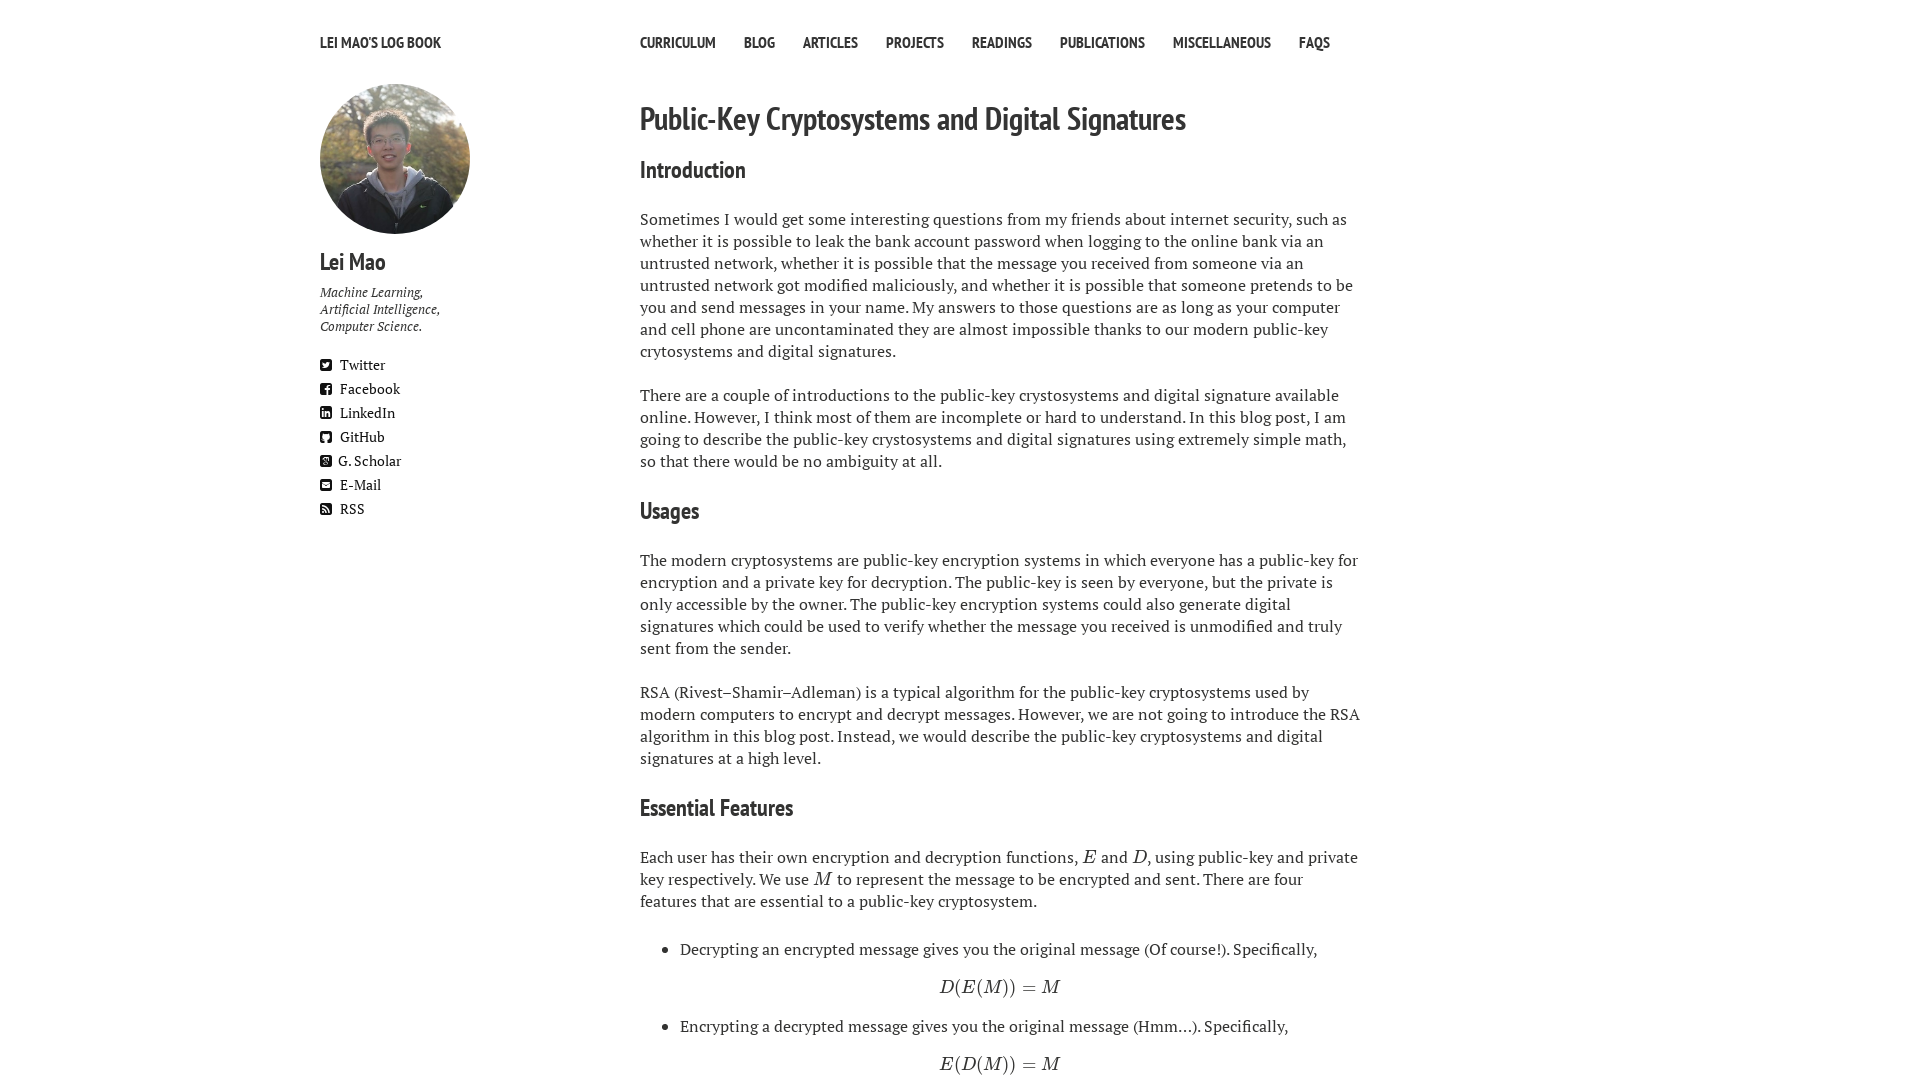 LEI MAO'S LOG BOOK
CURRICULUM BLOG ARTICLES PROJECTS READINGS PUBLICATIONS MISCELLANEOUS FAQS
Lei Mao
Machine Learning,
Artificial Intelligence,
Computer Science.
Twitter
Facebook
LinkedIn
GitHub
G. Scholar
E-Mail
RSS
Public-Key Cryptosystems and Digital Signatures
Introduction
Sometimes I would get some interesting questions from my friends about internet security, such as
whether it is possible to leak the bank account password when logging to the online bank via an
untrusted network, whether it is possible that the message you received from someone via an
untrusted network got modified maliciously, and whether it is possible that someone pretends to be
you and send messages in your name. My answers to those questions are as long as your computer
and cell phone are uncontaminated they are almost impossible thanks to our modern public-key
crytosystems and digital signatures.
There are a couple of introductions to the public-key crystosystems and digital signature available
online. However, I think most of them are incomplete or hard to understand. In this blog post, I am
going to describe the public-key crystosystems and digital signatures using extremely simple math,
so that there would be no ambiguity at all.
Usages
The modern cryptosystems are public-key encryption systems in which everyone has a public-key for
encryption and a private key for decryption. The public-key is seen by everyone, but the private is
only accessible by the owner. The public-key encryption systems could also generate digital
signatures which could be used to verify whether the message you received is unmodified and truly
sent from the sender.
RSA (Rivest–Shamir–Adleman) is a typical algorithm for the public-key cryptosystems used by
modern computers to encrypt and decrypt messages. However, we are not going to introduce the RSA
algorithm in this blog post. Instead, we would describe the public-key cryptosystems and digital
signatures at a high level.
Essential Features
Each user has their own encryption and decryption functions, E and D, using public-key and private
key respectively. We use M to represent the message to be encrypted and sent. There are four
features that are essential to a public-key cryptosystem.
• Decrypting an encrypted message gives you the original message (Of course!). Specifically,
D(E(M)) = M
• Encrypting a decrypted message gives you the original message (Hmm…). Specifically,
E(D(M)) = M